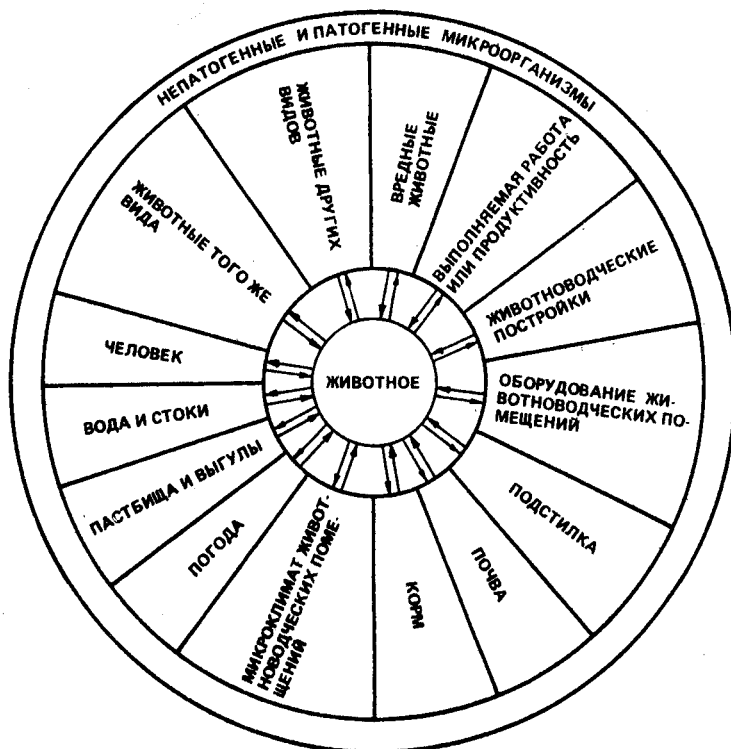 НЕПАТОГЕННЫЕ И ПАТОГЕННЫЕ МИКРООРГАНИЗМЫ
ЖИВОТНЫЕ ДРУГИХ
ВИДОВ
ВРЕДНЫЕ
ЖИВОТНЫЕ
ВЫПОЛНЯЕМАЯ РАБОТА
ИЛИ ПРОДУКТИВНОСТЬ
ЖИВОТНОВОДЧЕСКИЕ
ПОСТРОЙКИ
ОБОРУДОВАНИЕ ЖИ-
ВОТНОВОДЧЕСКИХ ПО-
МЕЩЕНИЙ
ПОДСТИЛКА
ПОЧВА
КОРМ
МИКРОКЛИМАТ ЖИВОТ-
НОВОДЧЕСКИХ ПОМЕ-
ЩЕНИЙ
ПОГОДА
ПАСТБИЩА И ВЫГУЛЫ
ВОДА И СТОКИ
ЧЕЛОВЕК
ЖИВОТНЫЕ ТОГО ЖЕ
ВИДА
ЖИВОТНОЕ